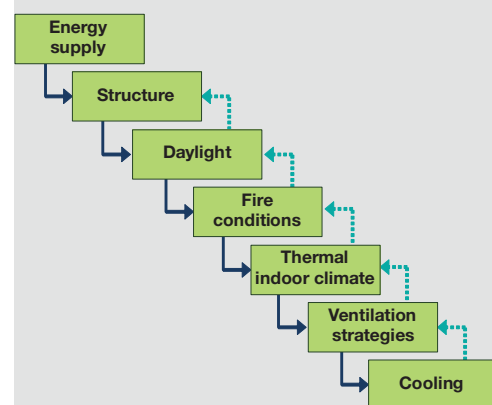 Energy
supply
Structure
Daylight
Fire
conditions
Thermal
indoor climate
Ventilation
strategies
Cooling